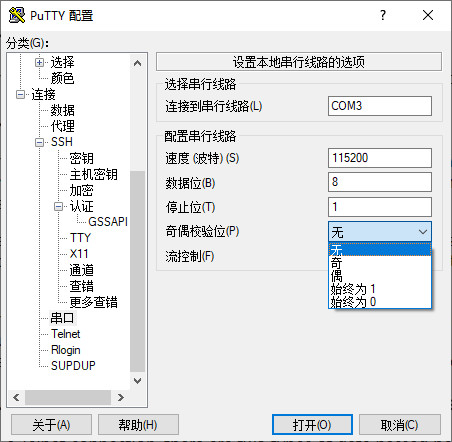 PuTTY 配置
分类(G):
选择
颜色
连接
数据
代理
SSH
密钥
主机密钥
加密
认证
GSSAPI
TTY
X11
通道
查错
更多查错
串口
Telnet
Rlogin
SUPDUP
设置本地串行线路的选项
选择串行线路
连接到串行线路(L)
COM3
配置串行线路
速度 (波特) (S)
115200
数据位(B)
8
停止位(T)
1
奇偶校验位(P)
无
流控制(F)
无
奇
偶
始终为 1
始终为 0
关于(A)
帮助(H)
打开(O)
取消(C)